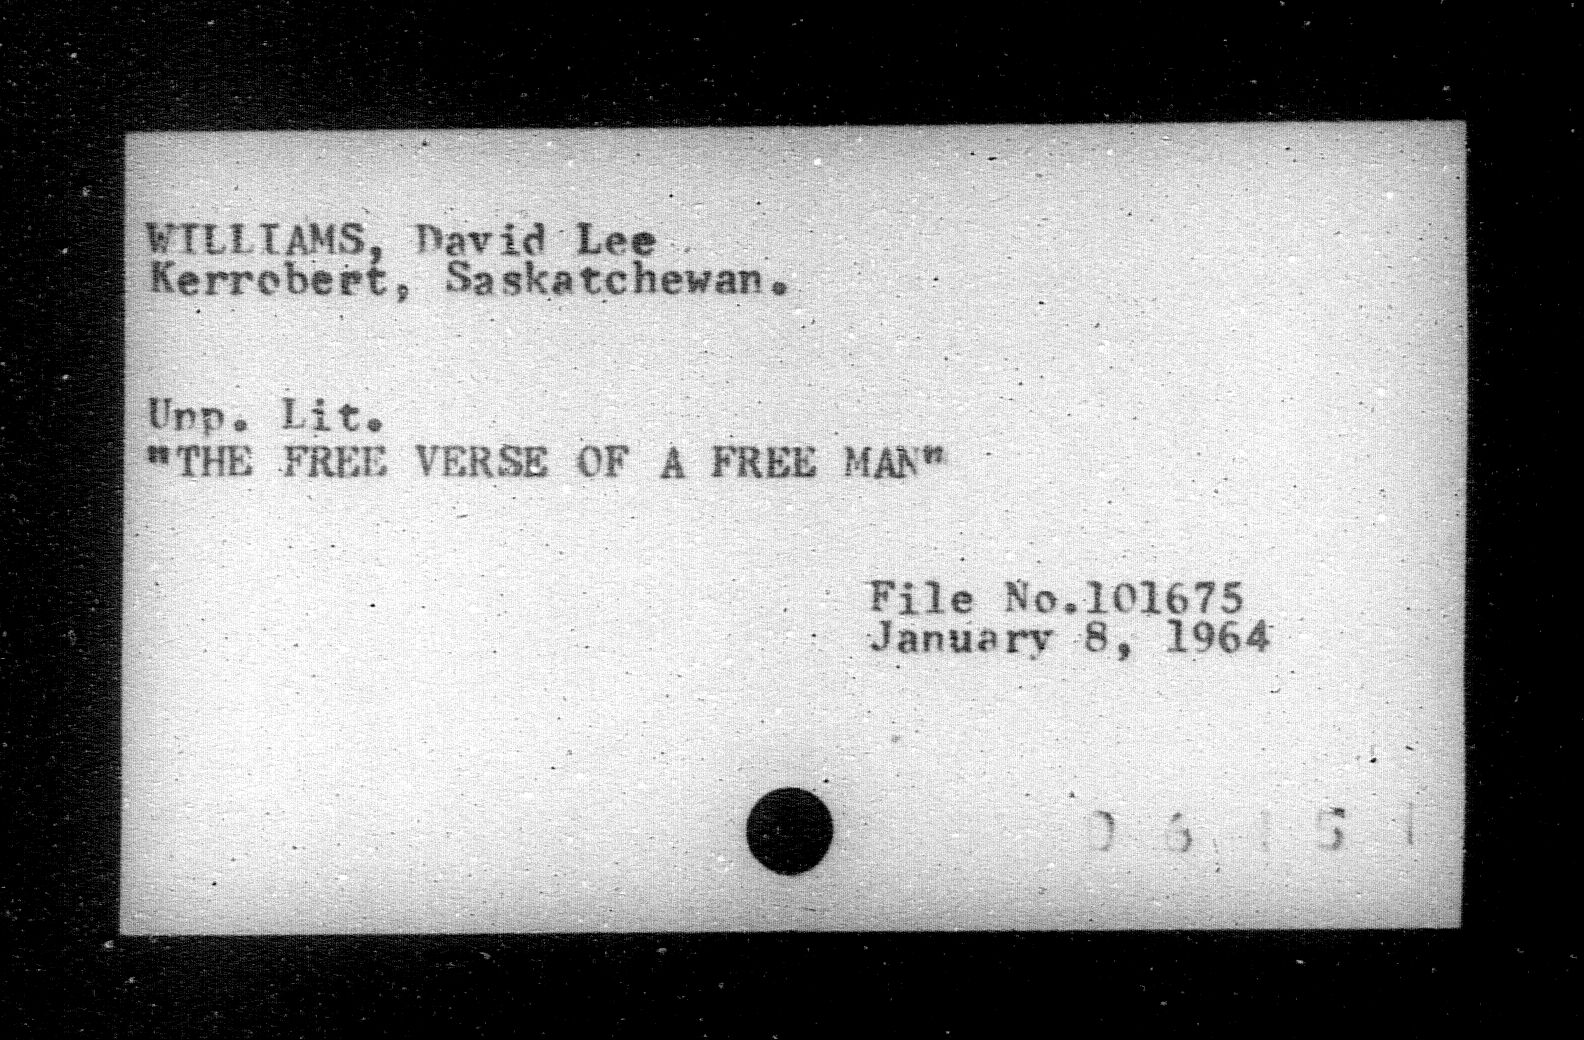 WILLIAMS, David Lee
Kerrobert, Saskatchewan.
Unp. Lit.
"THE FREE VERSE OF A FREE MAN"
File No.101675
January 8, 1964